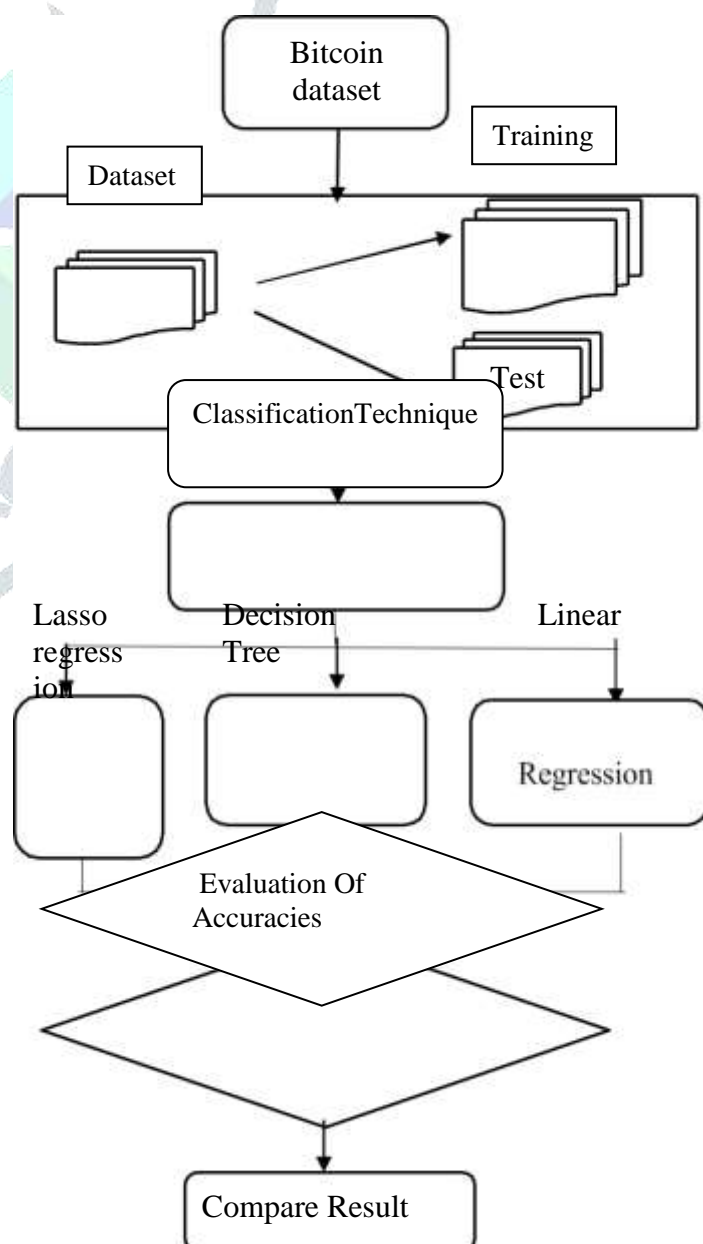 Bitcoin
dataset
Training
Dataset
Test
ClassificationTechnique
Lasso
regress
ion
Decision
Tree
Linear
Regression
Evaluation Of
Accuracies
Compare Result